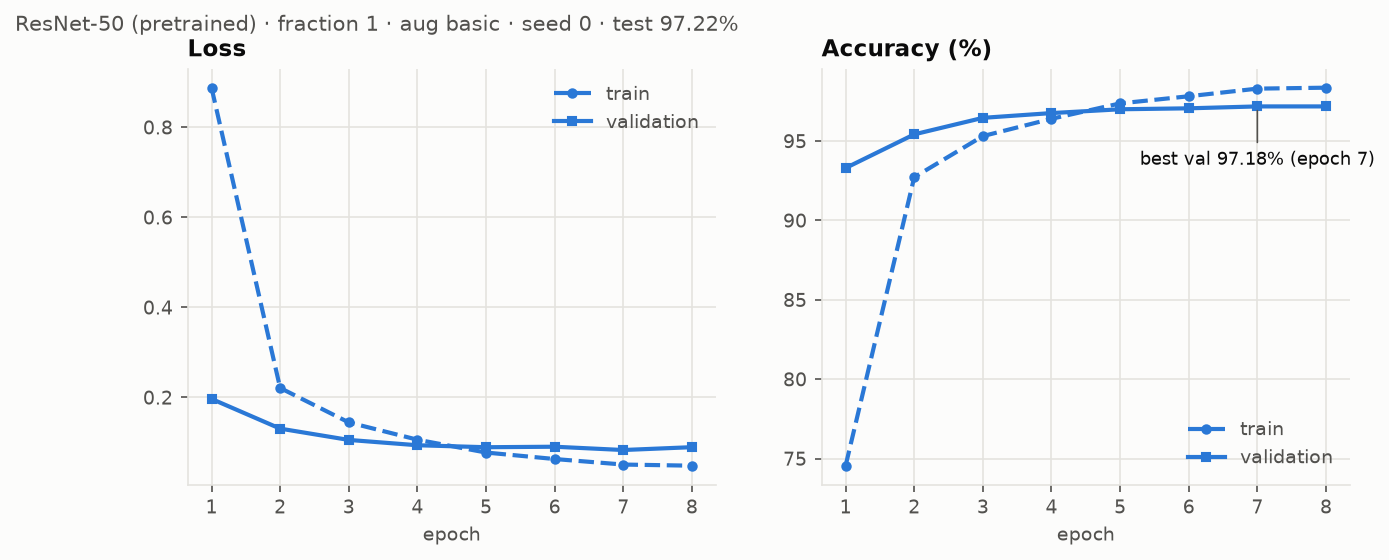 ResNet-50 (pretrained) · fraction 1 · aug basic · seed 0 · test 97.22%
Loss
train
validation
0.8
0.6
0.4
0.2
1 2 3 4 5 6 7 8
epoch
Accuracy (%)
best val 97.18% (epoch 7)
train
validation
95
90
85
80
75
1 2 3 4 5 6 7 8
epoch